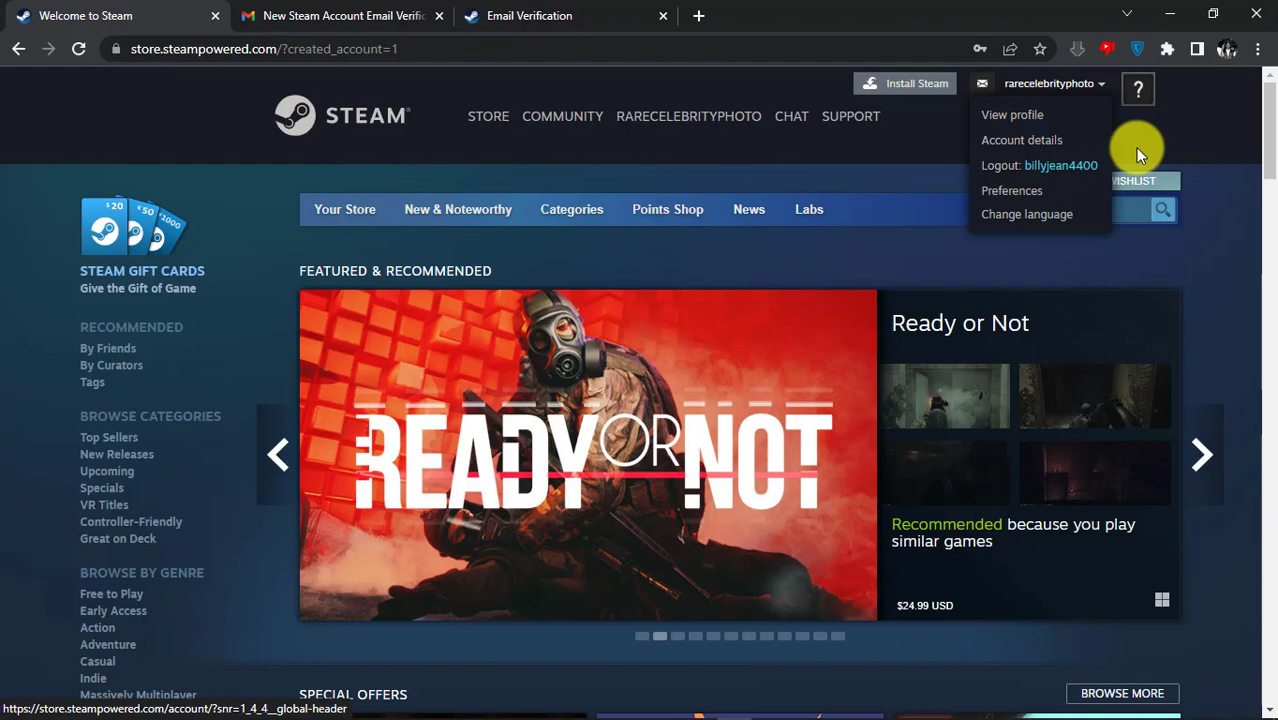 Welcome to Steam
New Steam Account Email Verific
Email Verification
store.steampowered.com/?created_account=1
Install Steam
rarecelebrityphoto
?
STEAM®
STORE
COMMUNITY
RARECELEBRITYPHOTO
CHAT
SUPPORT
View profile
Account details
Logout: billyjean4400
Preferences
Change language
WISHLIST
Your Store
New & Noteworthy
Categories
Points Shop
News
Labs
$20
€50
STEAM GIFT CARDS
Give the Gift of Game
RECOMMENDED
By Friends
By Curators
Tags
BROWSE CATEGORIES
Top Sellers
New Releases
Upcoming
Specials
VR Titles
Controller-Friendly
Great on Deck
BROWSE BY GENRE
Free to Play
Early Access
Action
Adventure
Casual
Indie
Massively Multiplayer
FEATURED & RECOMMENDED
READY OR NOT
Ready or Not
Recommended because you play
similar games
$24.99 USD
SPECIAL OFFERS
BROWSE MORE
https://store.steampowered.com/account/?snr=1_4_4__global-header